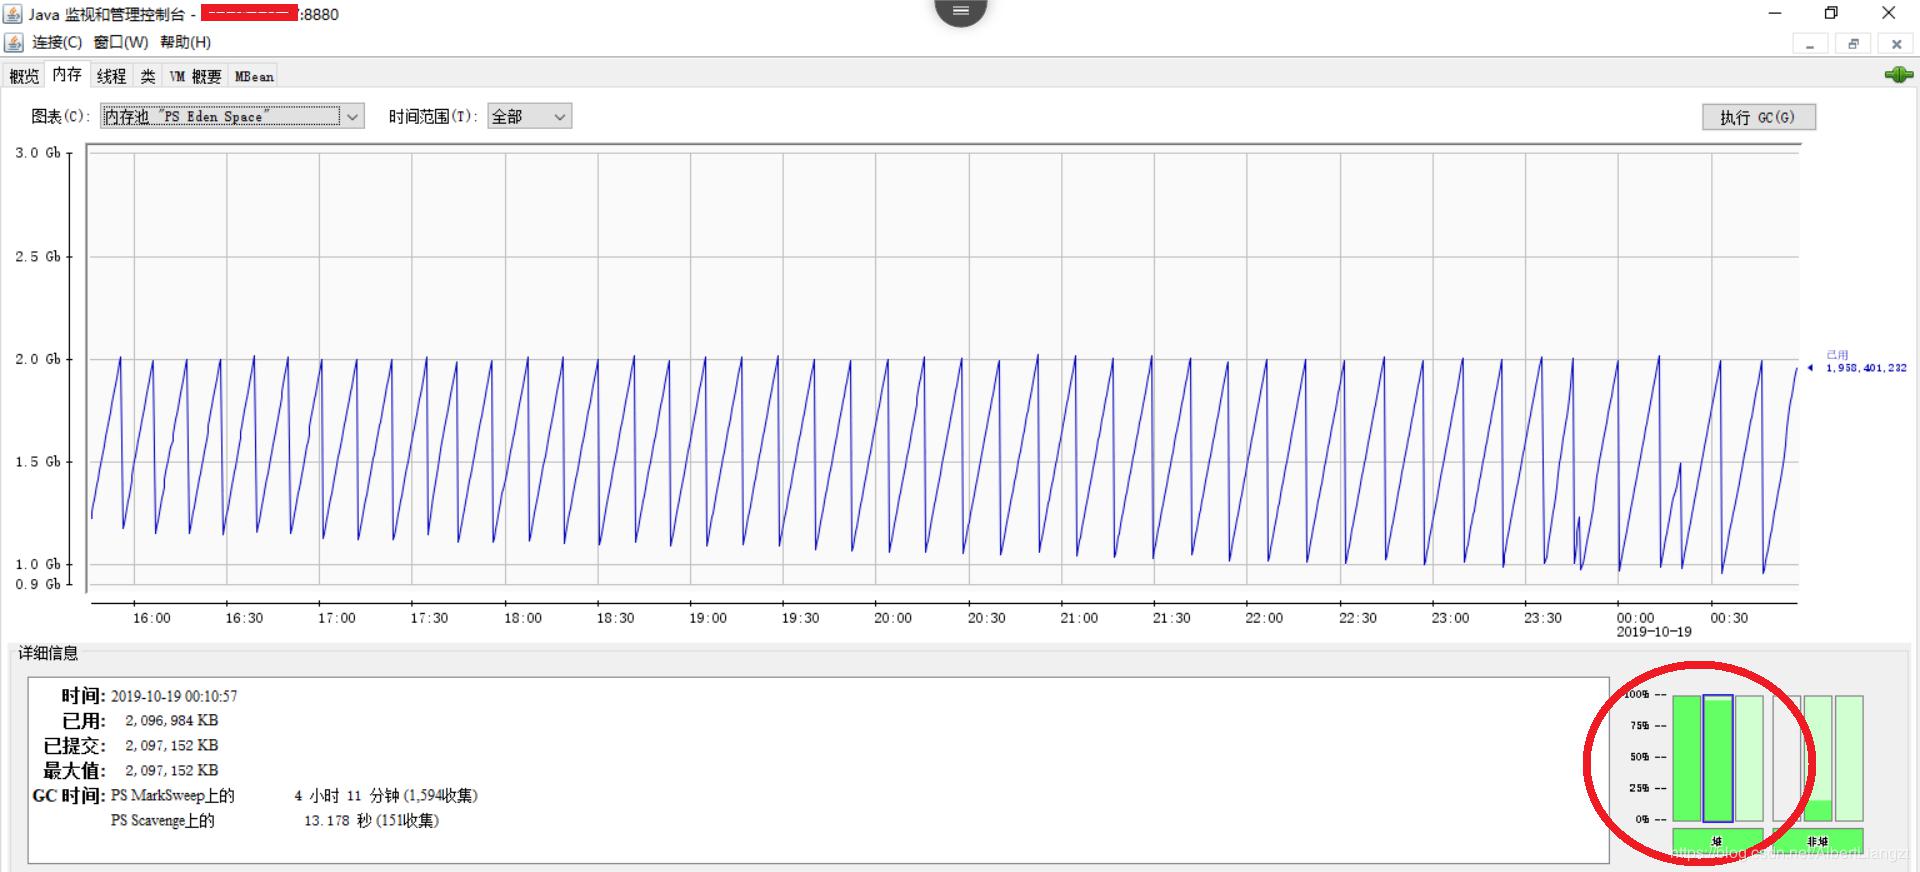 Java 监视和管理控制台 - :8880
连接(C) 窗口(W) 帮助(H)
概览 内存 线程 类 VM 概要 MBean
图表(C): 内存池 "PS Eden Space" 时间范围(T): 全部 执行 GC(G)
3.0 Gb
2.5 Gb
2.0 Gb
已用
1,958,401,232
1.5 Gb
1.0 Gb
0.9 Gb
16:00 16:30 17:00 17:30 18:00 18:30 19:00 19:30 20:00 20:30 21:00 21:30 22:00 22:30 23:00 23:30 00:00 00:30
2019-10-19
详细信息
时间: 2019-10-19 00:10:57
已用: 2,096,984 KB
已提交: 2,097,152 KB
最大值: 2,097,152 KB
GC 时间: PS MarkSweep上的 4 小时 11 分钟 (1,594收集)
PS Scavenge上的 13.178 秒 (151收集)
100% --
75% --
50% --
25% --
0% --
堆 非堆
https://blog.csdn.net/AlbertLiangzt